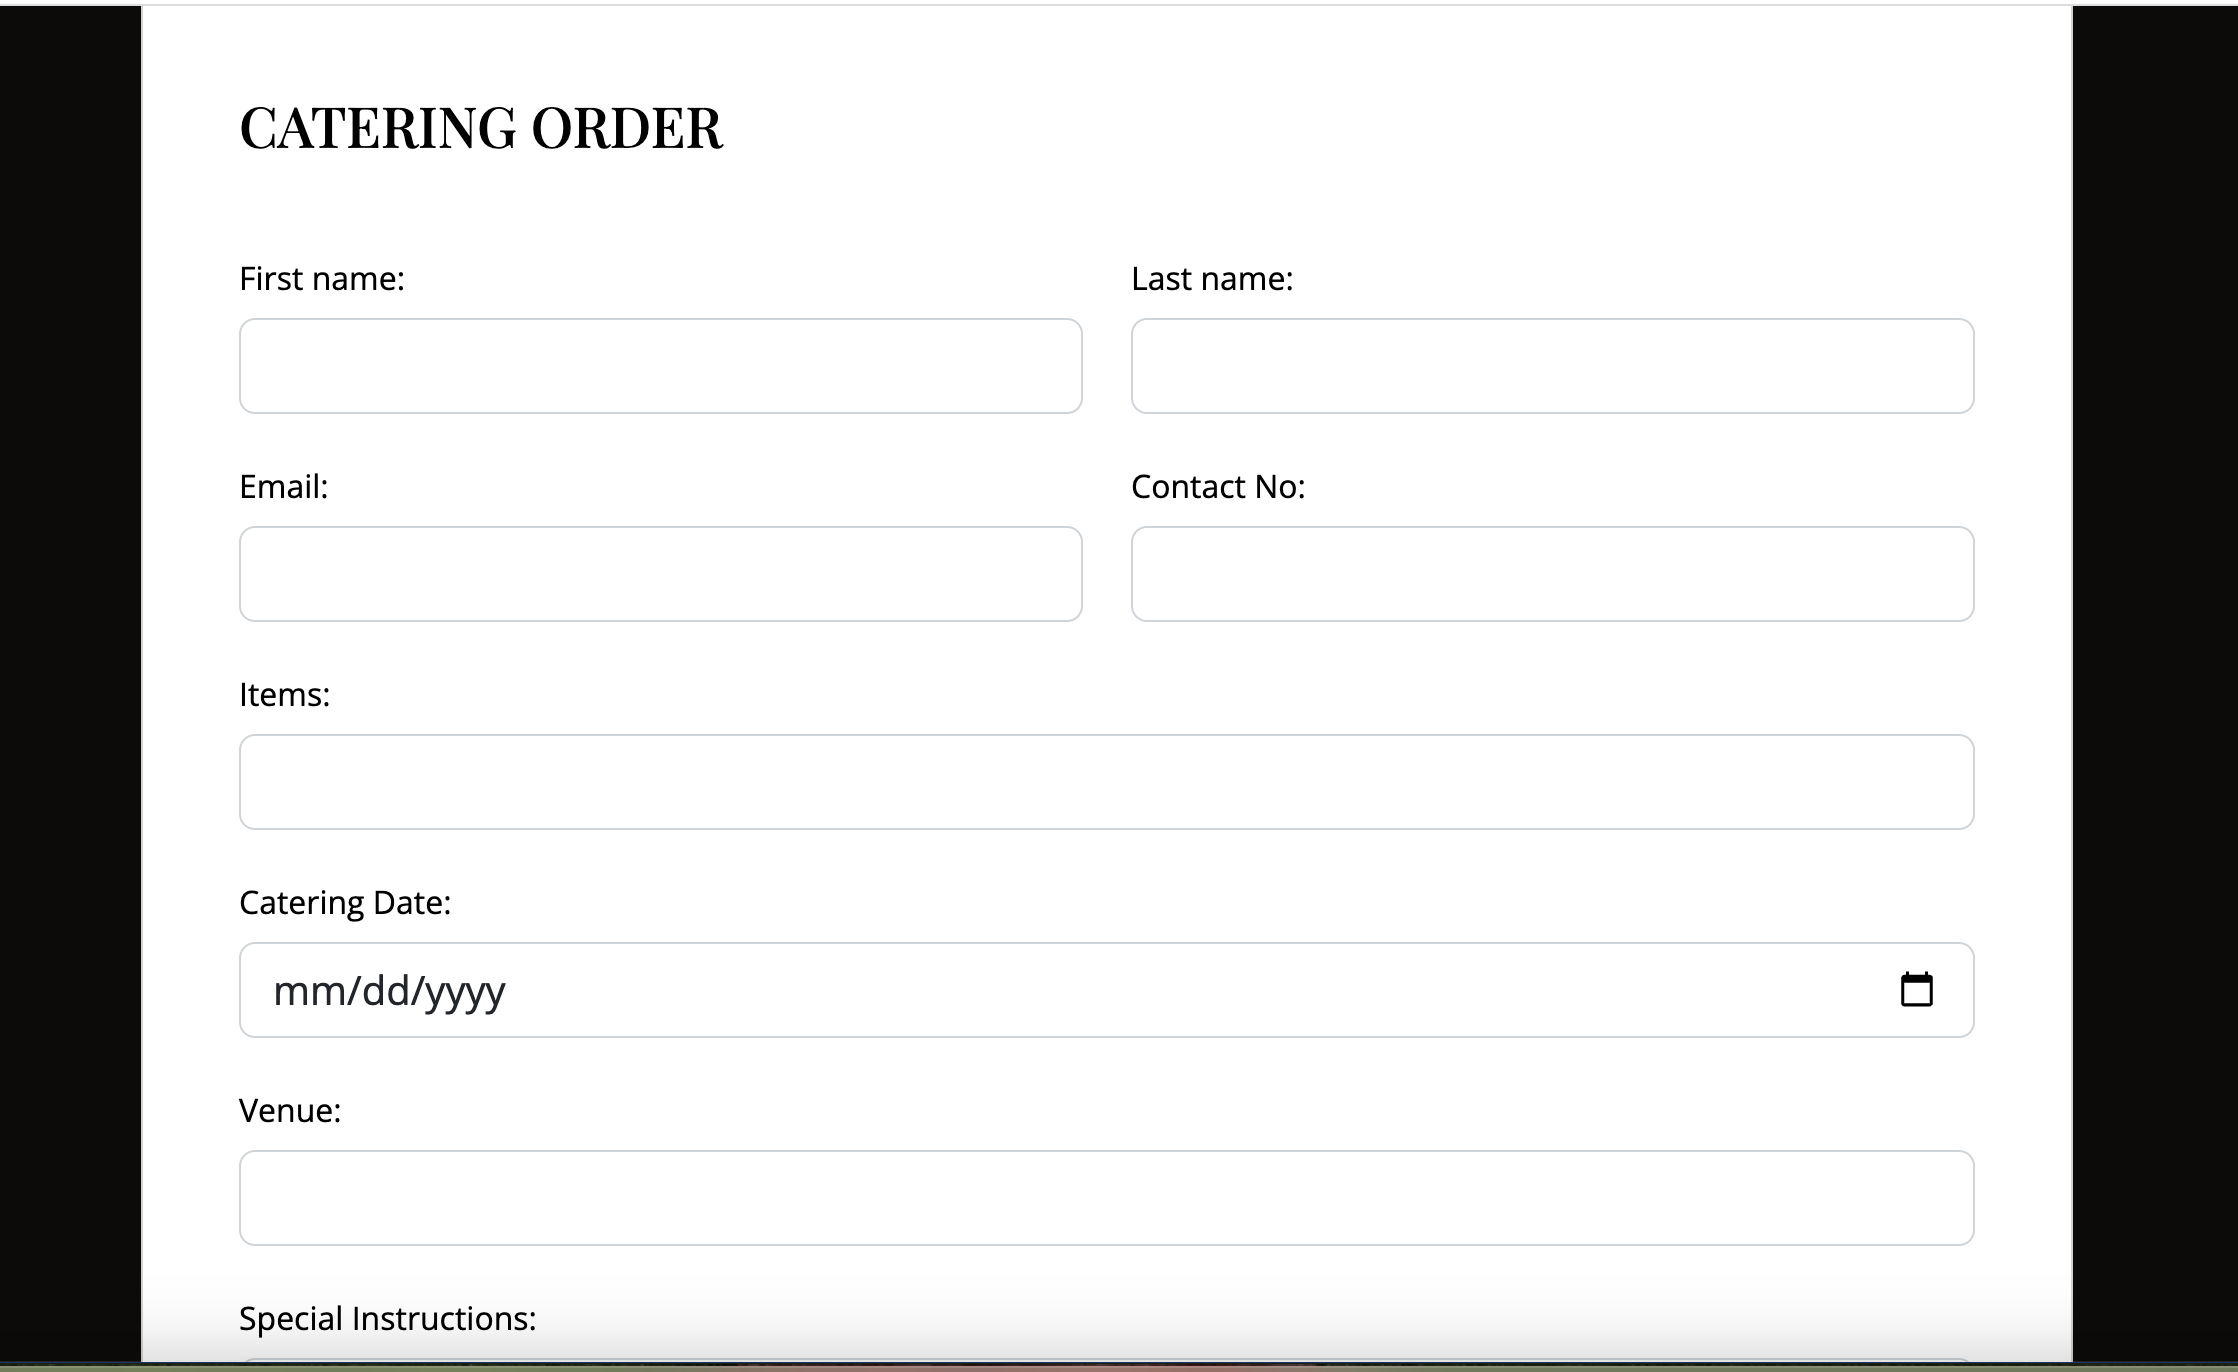 CATERING ORDER
First name:
Last name:
Email:
Contact No:
Items:
Catering Date:
mm/dd/yyyy
Venue:
Special Instructions: